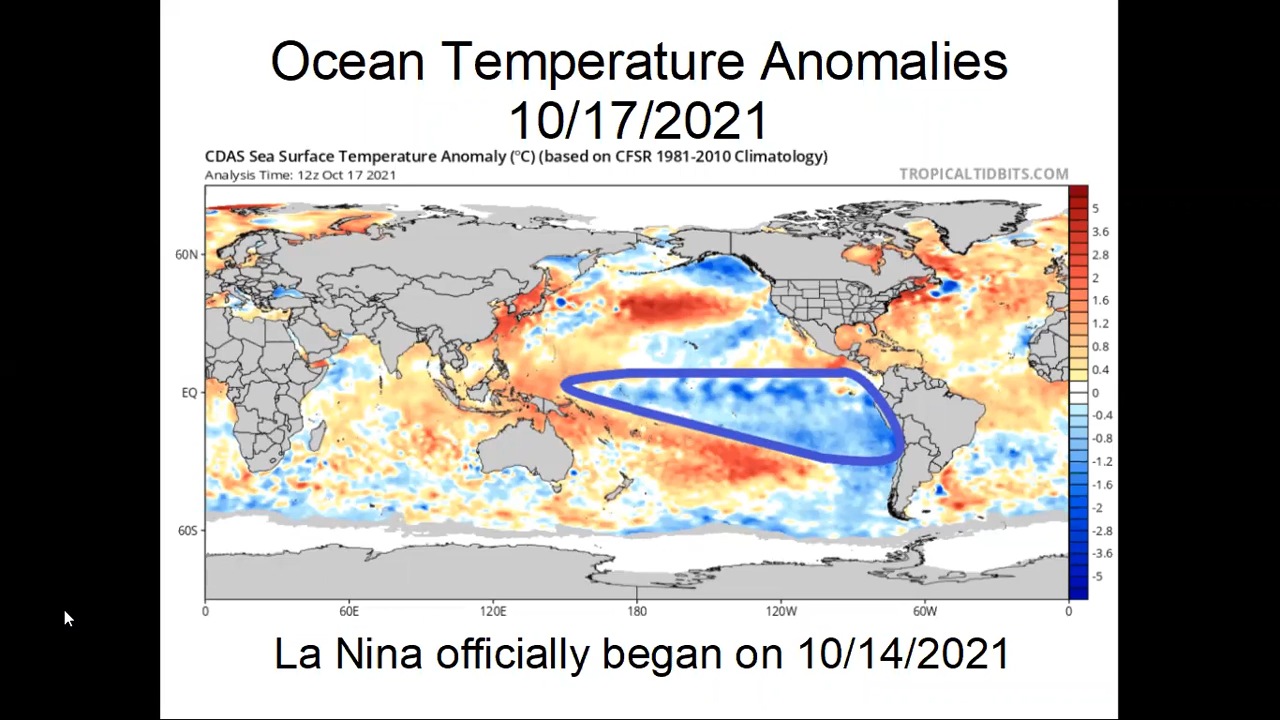 Ocean Temperature Anomalies
10/17/2021
CDAS Sea Surface Temperature Anomaly (°C) (based on CFSR 1981-2010 Climatology)
Analysis Time: 12z Oct 17 2021
TROPICALTIDBITS.COM
60N
EQ
60S
0
60E
120E
180
120W
60W
0
5
3.6
2.8
2
1.6
1.2
0.8
0.4
0
-0.4
-0.8
-1.2
-1.6
-2
-2.8
-3.6
-5
La Nina officially began on 10/14/2021